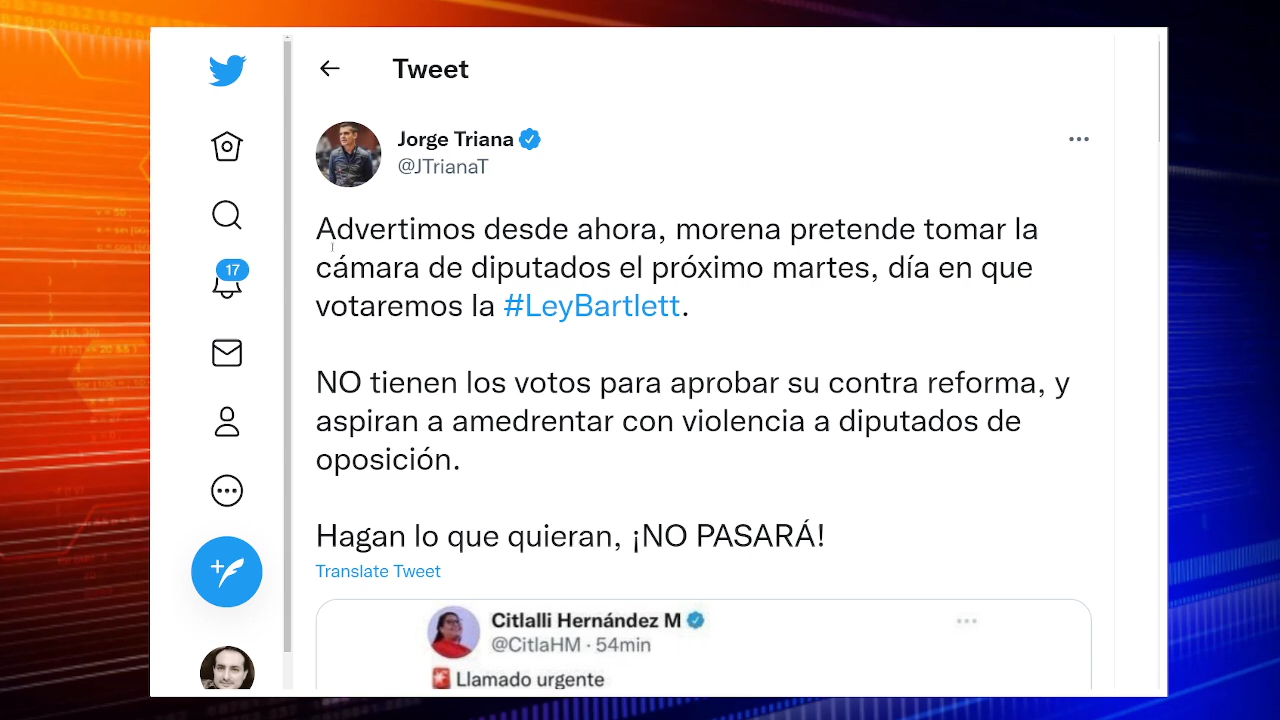 Tweet
Jorge Triana
@JTrianaT
Advertimos desde ahora, morena pretende tomar la
cámara de diputados el próximo martes, día en que
votaremos la #LeyBartlett.
NO tienen los votos para aprobar su contra reforma, y
aspiran a amedrentar con violencia a diputados de
oposición.
Hagan lo que quieran, ¡NO PASARÁ!
Translate Tweet
Citlalli Hernández M
@CitlaHM · 54min
Llamado urgente
17